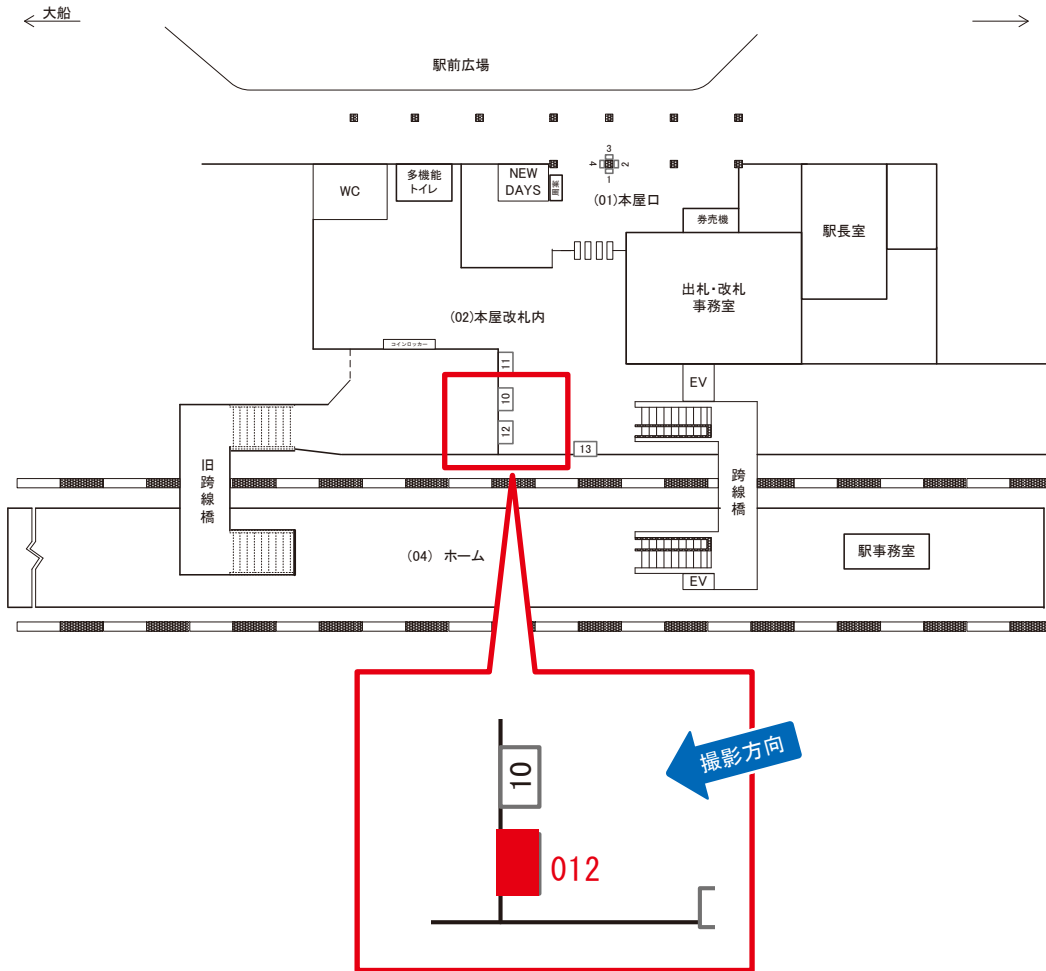 大船
駅前広場
3
4
2
1
WC
多機能
トイレ
NEW
DAYS
(01)本屋口
券売機
駅長室
出札・改札
事務室
(02)本屋改札内
コインロッカー
11
10
12
13
EV
旧跨線橋
跨線橋
(04) ホーム
駅事務室
EV
撮影方向
10
012